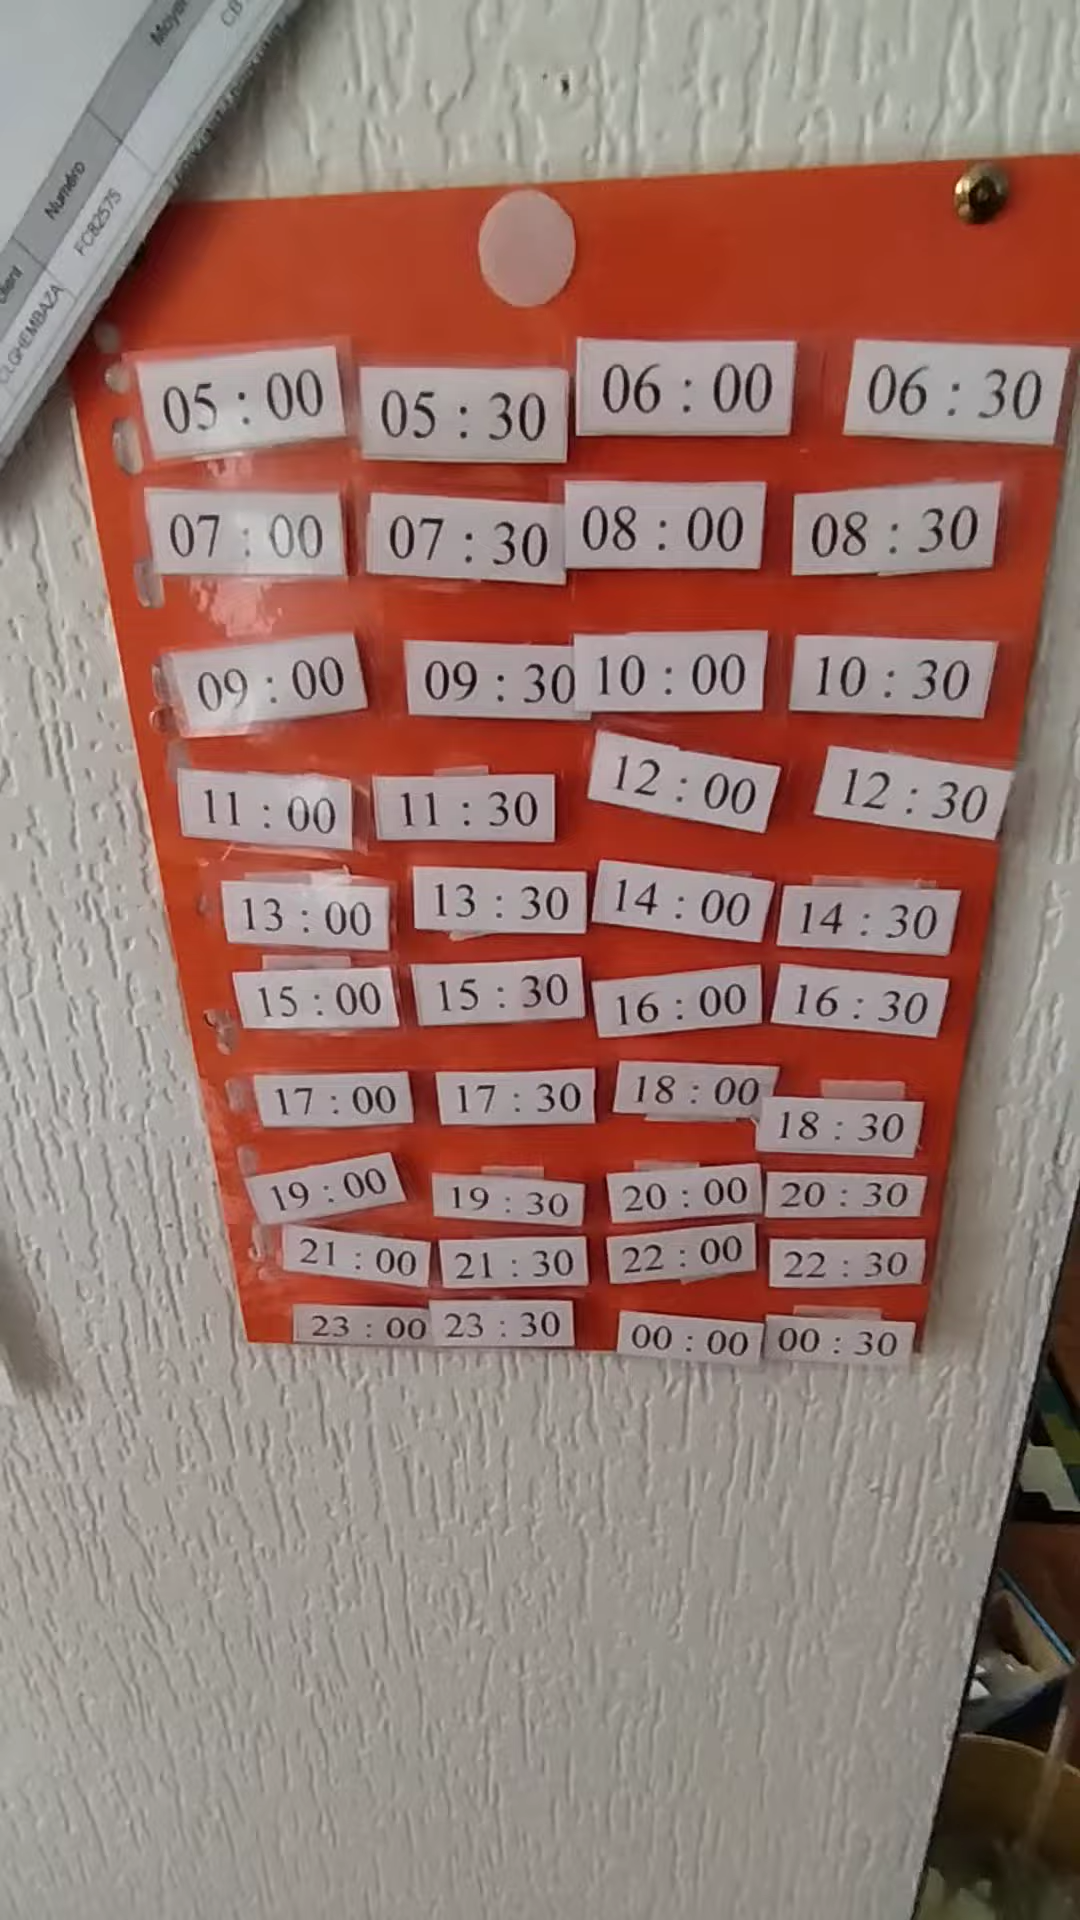 Numéro
CB
FC82575
05 : 00 05 : 30 06 : 00 06 : 30
07 : 00 07 : 30 08 : 00 08 : 30
09 : 00 09 : 30 10 : 00 10 : 30
11 : 00 11 : 30 12 : 00 12 : 30
13 : 00 13 : 30 14 : 00 14 : 30
15 : 00 15 : 30 16 : 00 16 : 30
17 : 00 17 : 30 18 : 00 18 : 30
19 : 00 19 : 30 20 : 00 20 : 30
21 : 00 21 : 30 22 : 00 22 : 30
23 : 00 23 : 30 00 : 00 00 : 30